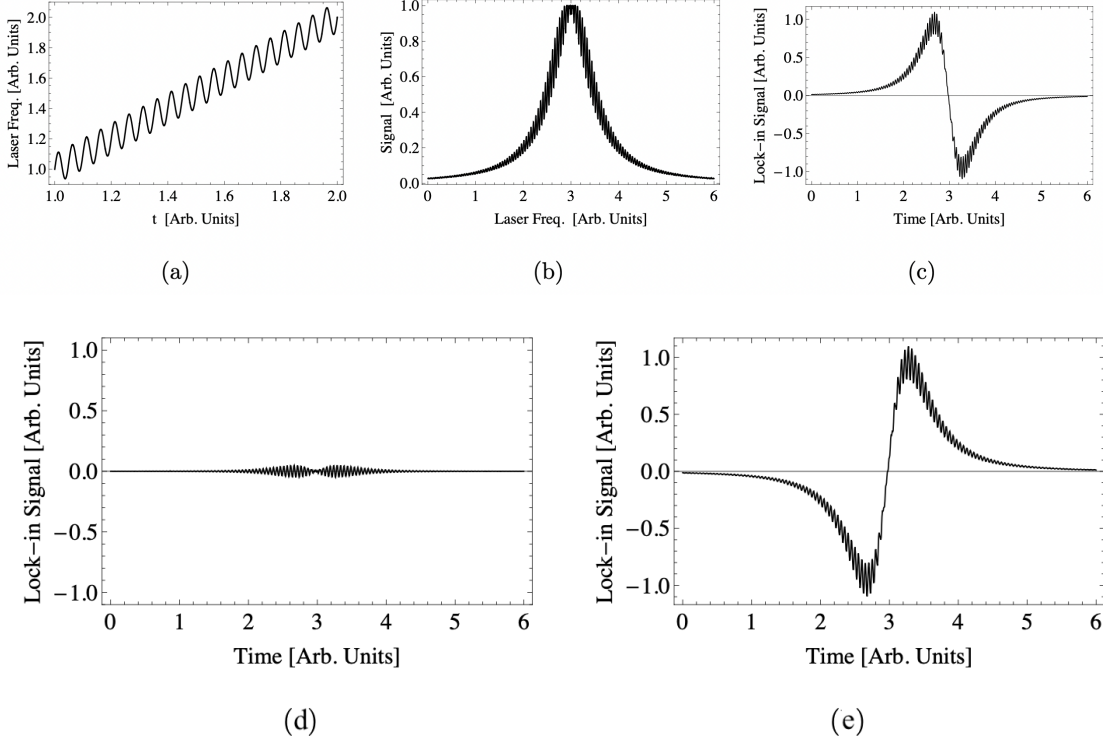 Laser Freq. [Arb. Units]
2.0
1.8
1.6
1.4
1.2
1.0
1.0 1.2 1.4 1.6 1.8 2.0
t [Arb. Units]
(a)
Signal [Arb. Units]
1.0
0.8
0.6
0.4
0.2
0.0
0 1 2 3 4 5 6
Laser Freq. [Arb. Units]
(b)
Lock-in Signal [Arb. Units]
1.0
0.5
0.0
-0.5
-1.0
0 1 2 3 4 5 6
Time [Arb. Units]
(c)
Lock-in Signal [Arb. Units]
1.0
0.5
0.0
-0.5
-1.0
0 1 2 3 4 5 6
Time [Arb. Units]
(d)
Lock-in Signal [Arb. Units]
1.0
0.5
0.0
-0.5
-1.0
0 1 2 3 4 5 6
Time [Arb. Units]
(e)